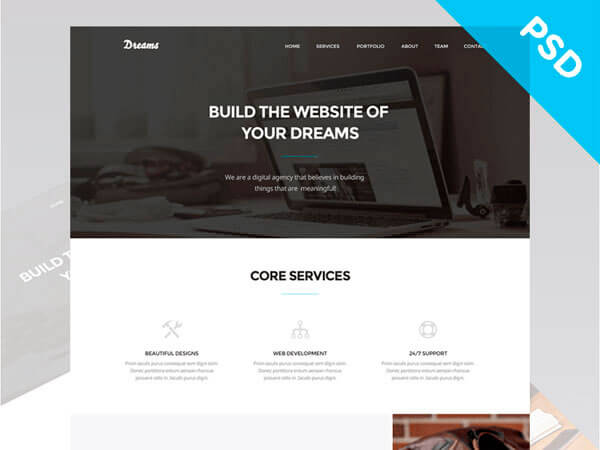 PSD
Dreams
HOME SERVICES PORTFOLIO ABOUT TEAM
BUILD THE WEBSITE OF
YOUR DREAMS
We are a digital agency that believes in building
things that are meaningful!
BUILD TH
Y
CORE SERVICES
BEAUTIFUL DESIGNS
Proin iaculis purus consequat sem digni ssim.
Donec porttitora entum aenean rhoncus
posuere odio in. Iaculis purus digni.
WEB DEVELOPMENT
Proin iaculis purus consequat sem digni ssim.
Donec porttitora entum aenean rhoncus
posuere odio in. Iaculis purus digni.
24/7 SUPPORT
Proin iaculis purus consequat sem digni ssim.
Donec porttitora entum aenean rhoncus
posuere odio in. Iaculis purus digni.